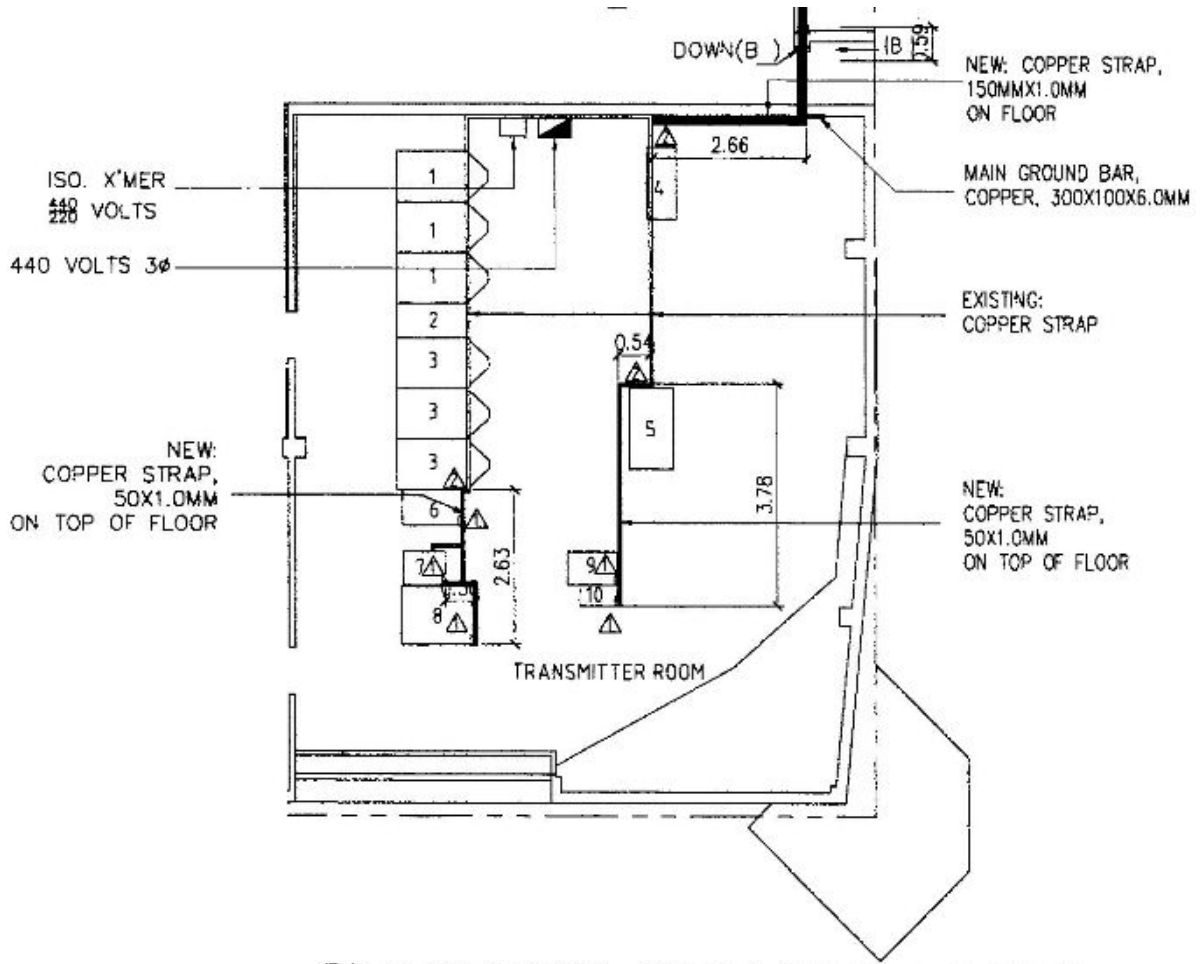 DOWN(B )
(B
0.59
NEW: COPPER STRAP,
150MMX1.0MM
ON FLOOR
2.66
4
MAIN GROUND BAR,
COPPER, 300X100X6.0MM
ISO. X'MER
440
220 VOLTS
1
1
440 VOLTS 3ø
1
2
EXISTING:
COPPER STRAP
0.54
3
3
3
5
NEW:
COPPER STRAP,
50X1.0MM
ON TOP OF FLOOR
6
3.78
NEW:
COPPER STRAP,
50X1.0MM
ON TOP OF FLOOR
2.63
7
9
8
10
TRANSMITTER ROOM